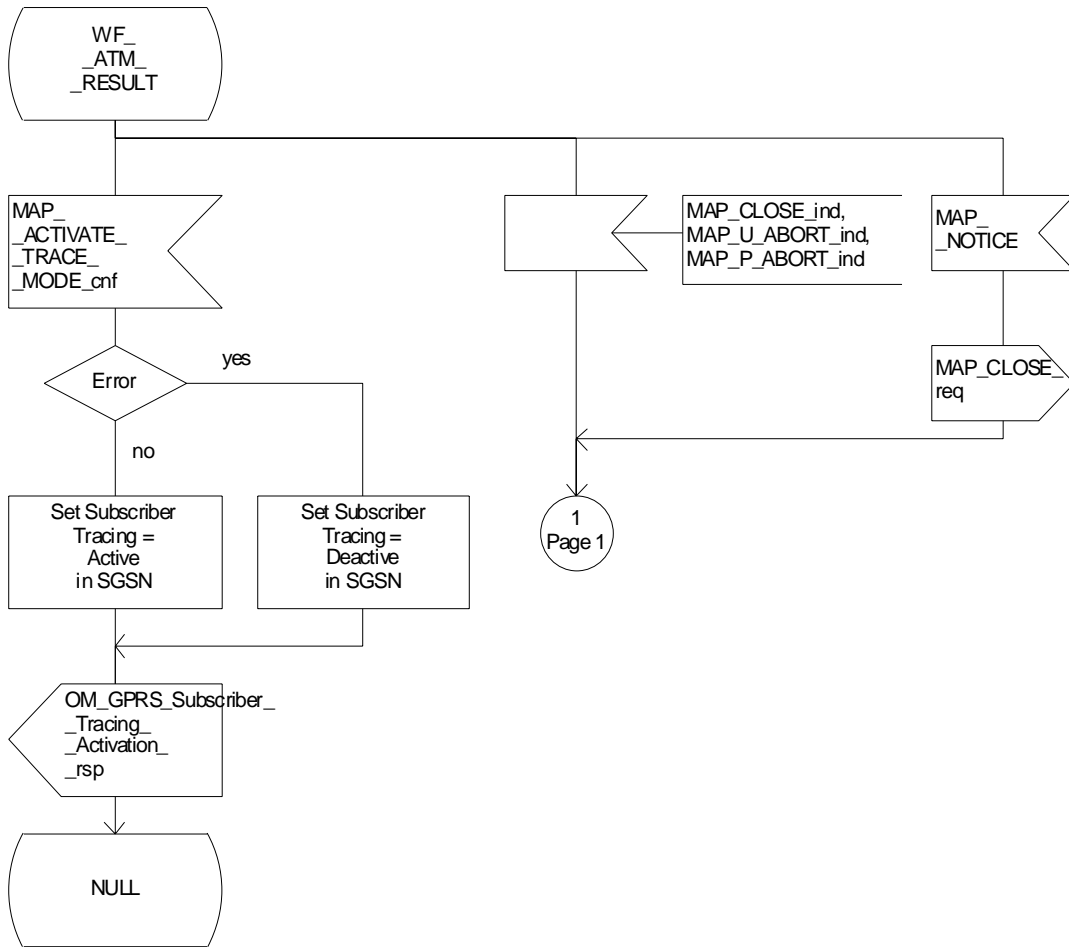 WF_
_ATM_
_RESULT
MAP_
_ACTIVATE_
_TRACE_
_MODE_cnf
MAP_CLOSE_ind,
MAP_U_ABORT_ind,
MAP_P_ABORT_ind
MAP_
_NOTICE
Error
yes
no
MAP_CLOSE_
req
Set Subscriber
Tracing =
Active
in SGSN
Set Subscriber
Tracing =
Deactive
in SGSN
1
Page 1
OM_GPRS_Subscriber_
_Tracing_
_Activation_
_rsp
NULL